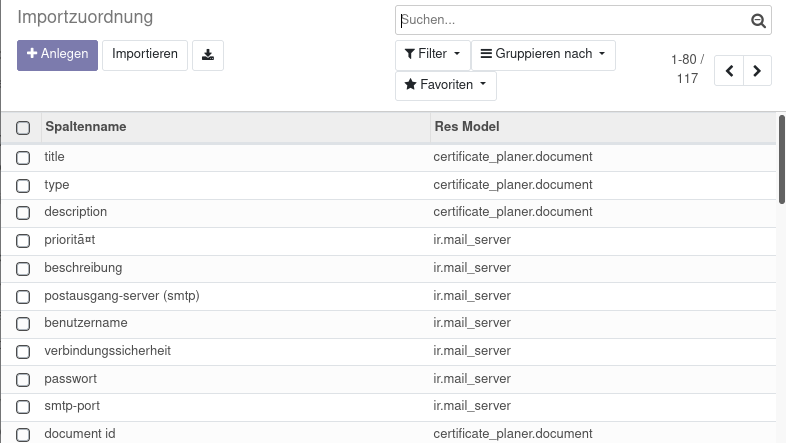 Importzuordnung
Suchen...
Anlegen Importieren
Filter Gruppieren nach
Favoriten
1-80 /
117
Spaltenname Res Model
title certificate_planer.document
type certificate_planer.document
description certificate_planer.document
prioritã¤t ir.mail_server
beschreibung ir.mail_server
postausgang-server (smtp) ir.mail_server
benutzername ir.mail_server
verbindungssicherheit ir.mail_server
passwort ir.mail_server
smtp-port ir.mail_server
document id certificate_planer.document